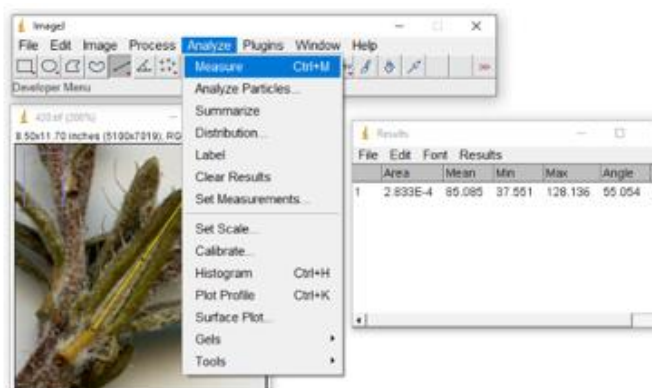 ImageJ
File Edit Image Process Analyze Plugins Window Help
Developer Menu
Measure Ctrl+M
Analyze Particles...
Summarize
Distribution...
Label
Clear Results
Set Measurements...
Set Scale...
Calibrate...
Histogram Ctrl+H
Plot Profile Ctrl+K
Surface Plot...
Gels
Tools
(200%)
8.50x11.70 inches (5100x7019), RG
Results
File Edit Font Results
Area Mean Min Max Angle
1 2.833E-4 85.085 37.551 128.136 55.054